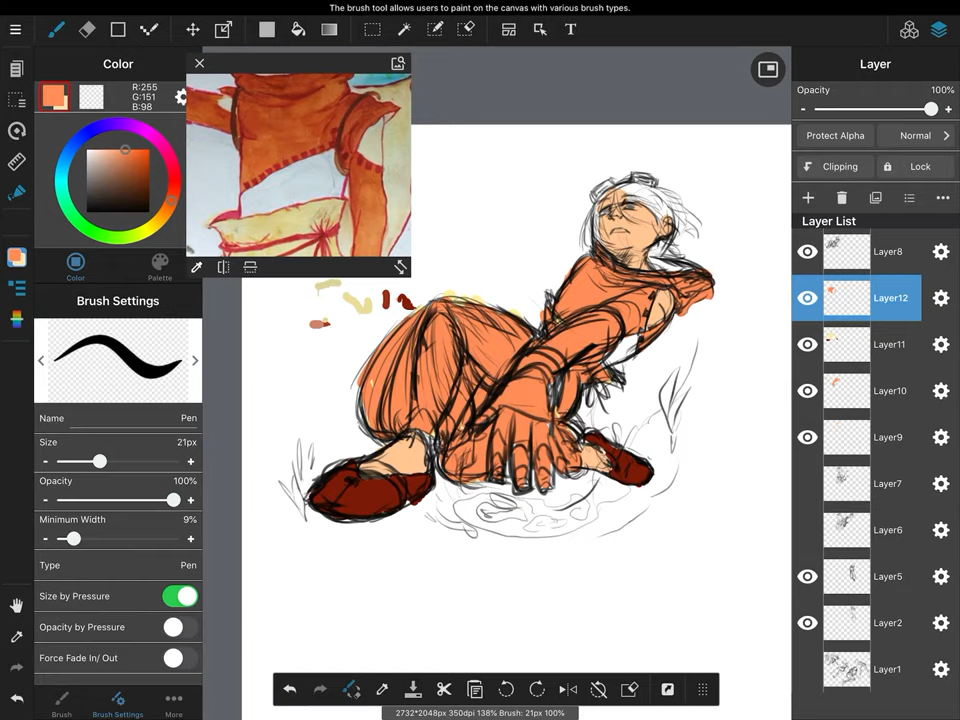 The brush tool allows users to paint on the canvas with various brush types.
T
Color
R:255
G:151
B:98
Color
Palette
Brush Settings
Name
Pen
Size
21px
-
+
Opacity
100%
-
+
Minimum Width
9%
-
+
Type
Pen
Size by Pressure
Opacity by Pressure
Force Fade In/ Out
Brush
Brush Settings
More
2732*2048px 350dpi 138% Brush: 21px 100%
Layer
Opacity
100%
-
+
Protect Alpha
Normal
Clipping
Lock
Layer List
Layer8
Layer12
Layer11
Layer10
Layer9
Layer7
Layer6
Layer5
Layer2
Layer1